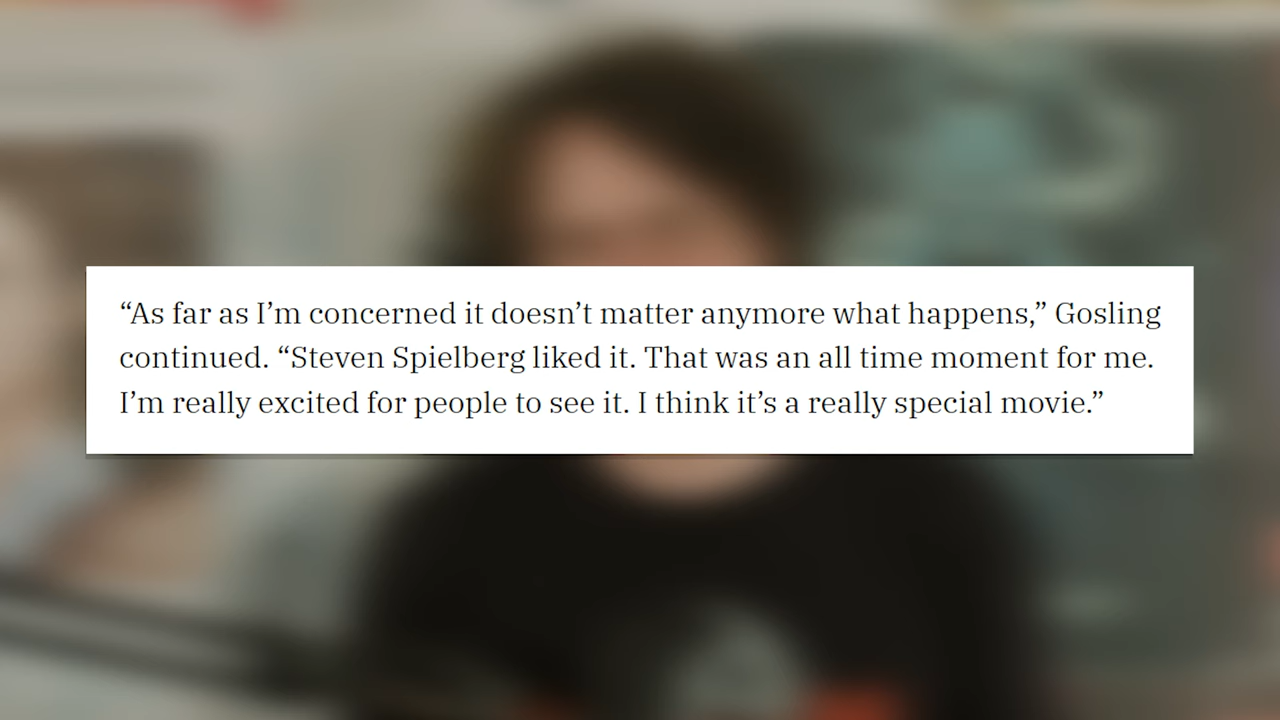 “As far as I’m concerned it doesn’t matter anymore what happens,” Gosling
continued. “Steven Spielberg liked it. That was an all time moment for me.
I’m really excited for people to see it. I think it’s a really special movie.”